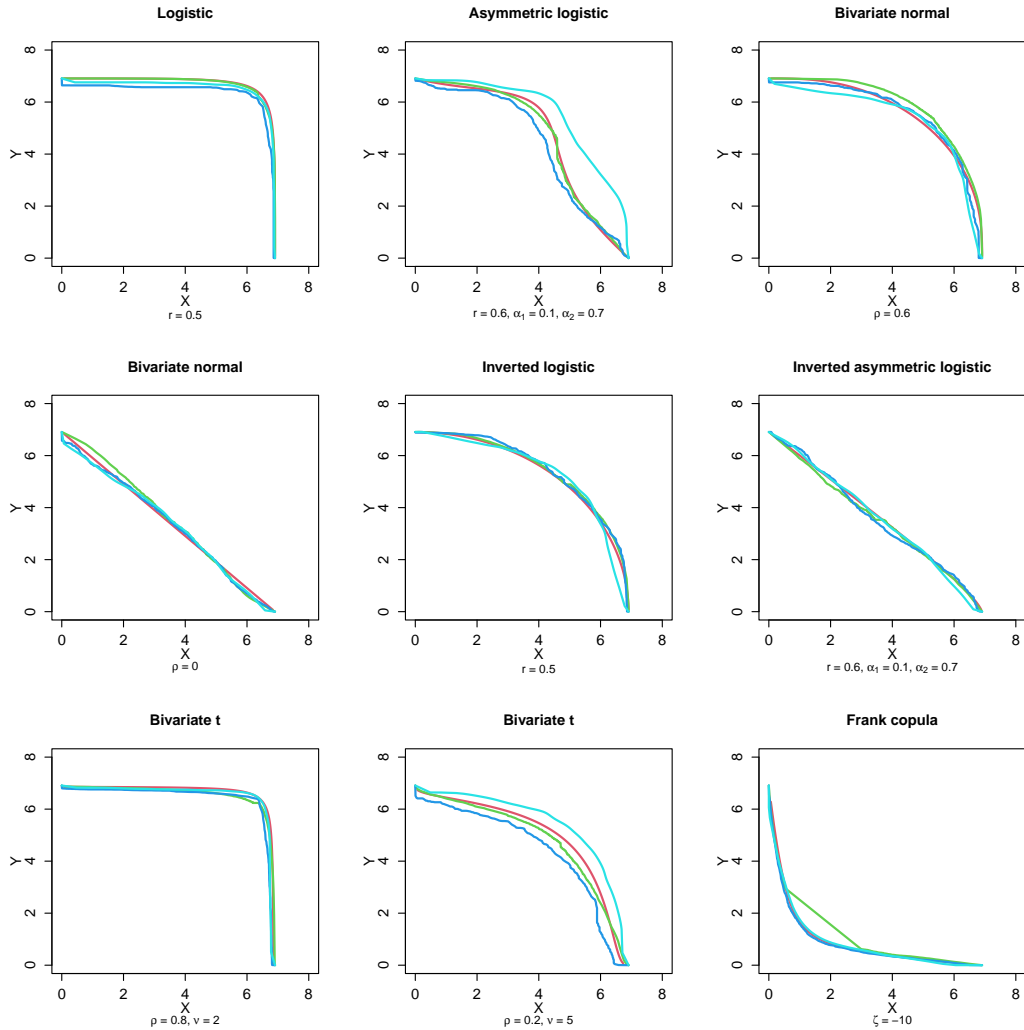 Logistic
Asymmetric logistic
Bivariate normal
8
6
4
2
0
Y
0 2 4 6 8
X
r = 0.5
8
6
4
2
0
Y
0 2 4 6 8
X
r = 0.6, α₁ = 0.1, α₂ = 0.7
8
6
4
2
0
Y
0 2 4 6 8
X
ρ = 0.6
Bivariate normal
Inverted logistic
Inverted asymmetric logistic
8
6
4
2
0
Y
0 2 4 6 8
X
ρ = 0
8
6
4
2
0
Y
0 2 4 6 8
X
r = 0.5
8
6
4
2
0
Y
0 2 4 6 8
X
r = 0.6, α₁ = 0.1, α₂ = 0.7
Bivariate t
Bivariate t
Frank copula
8
6
4
2
0
Y
0 2 4 6 8
X
ρ = 0.8, ν = 2
8
6
4
2
0
Y
0 2 4 6 8
X
ρ = 0.2, ν = 5
8
6
4
2
0
Y
0 2 4 6 8
X
ζ = −10